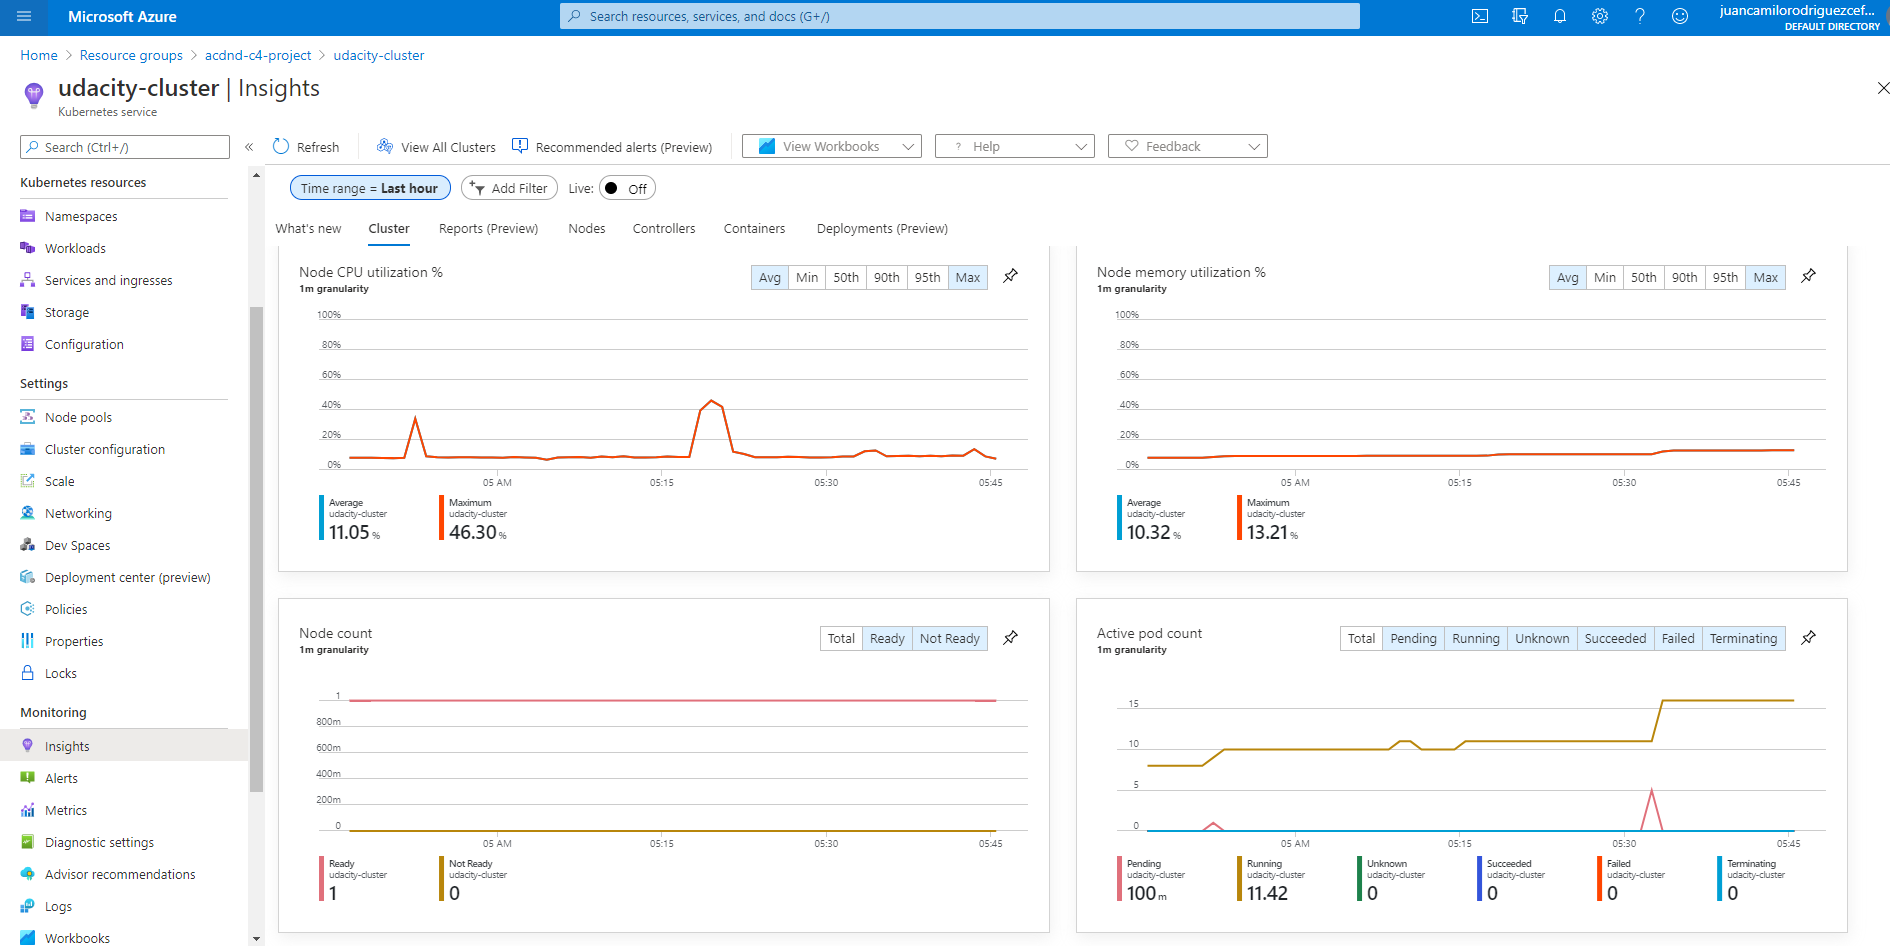 Microsoft Azure
Search resources, services, and docs (G+/)
juancamilorodriguezcef...
DEFAULT DIRECTORY
Home > Resource groups > acdnd-c4-project > udacity-cluster
udacity-cluster | Insights
Kubernetes service
Search (Ctrl+/)
«
Refresh
View All Clusters
Recommended alerts (Preview)
View Workbooks
? Help
Feedback
Time range = Last hour
Add Filter
Live: Off
What's new
Cluster
Reports (Preview)
Nodes
Controllers
Containers
Deployments (Preview)
Kubernetes resources
Namespaces
Workloads
Services and ingresses
Storage
Configuration
Settings
Node pools
Cluster configuration
Scale
Networking
Dev Spaces
Deployment center (preview)
Policies
Properties
Locks
Monitoring
Insights
Alerts
Metrics
Diagnostic settings
Advisor recommendations
Logs
Workbooks
Node CPU utilization %
1m granularity
Avg Min 50th 90th 95th Max
100%
80%
60%
40%
20%
0%
05 AM 05:15 05:30 05:45
Average
udacity-cluster
11.05 %
Maximum
udacity-cluster
46.30 %
Node memory utilization %
1m granularity
Avg Min 50th 90th 95th Max
100%
80%
60%
40%
20%
0%
05 AM 05:15 05:30 05:45
Average
udacity-cluster
10.32 %
Maximum
udacity-cluster
13.21 %
Node count
1m granularity
Total Ready Not Ready
1
800m
600m
400m
200m
0
05 AM 05:15 05:30 05:45
Ready
udacity-cluster
1
Not Ready
udacity-cluster
0
Active pod count
1m granularity
Total Pending Running Unknown Succeeded Failed Terminating
15
10
5
0
05 AM 05:15 05:30 05:45
Pending
udacity-cluster
100 m
Running
udacity-cluster
11.42
Unknown
udacity-cluster
0
Succeeded
udacity-cluster
0
Failed
udacity-cluster
0
Terminating
udacity-cluster
0